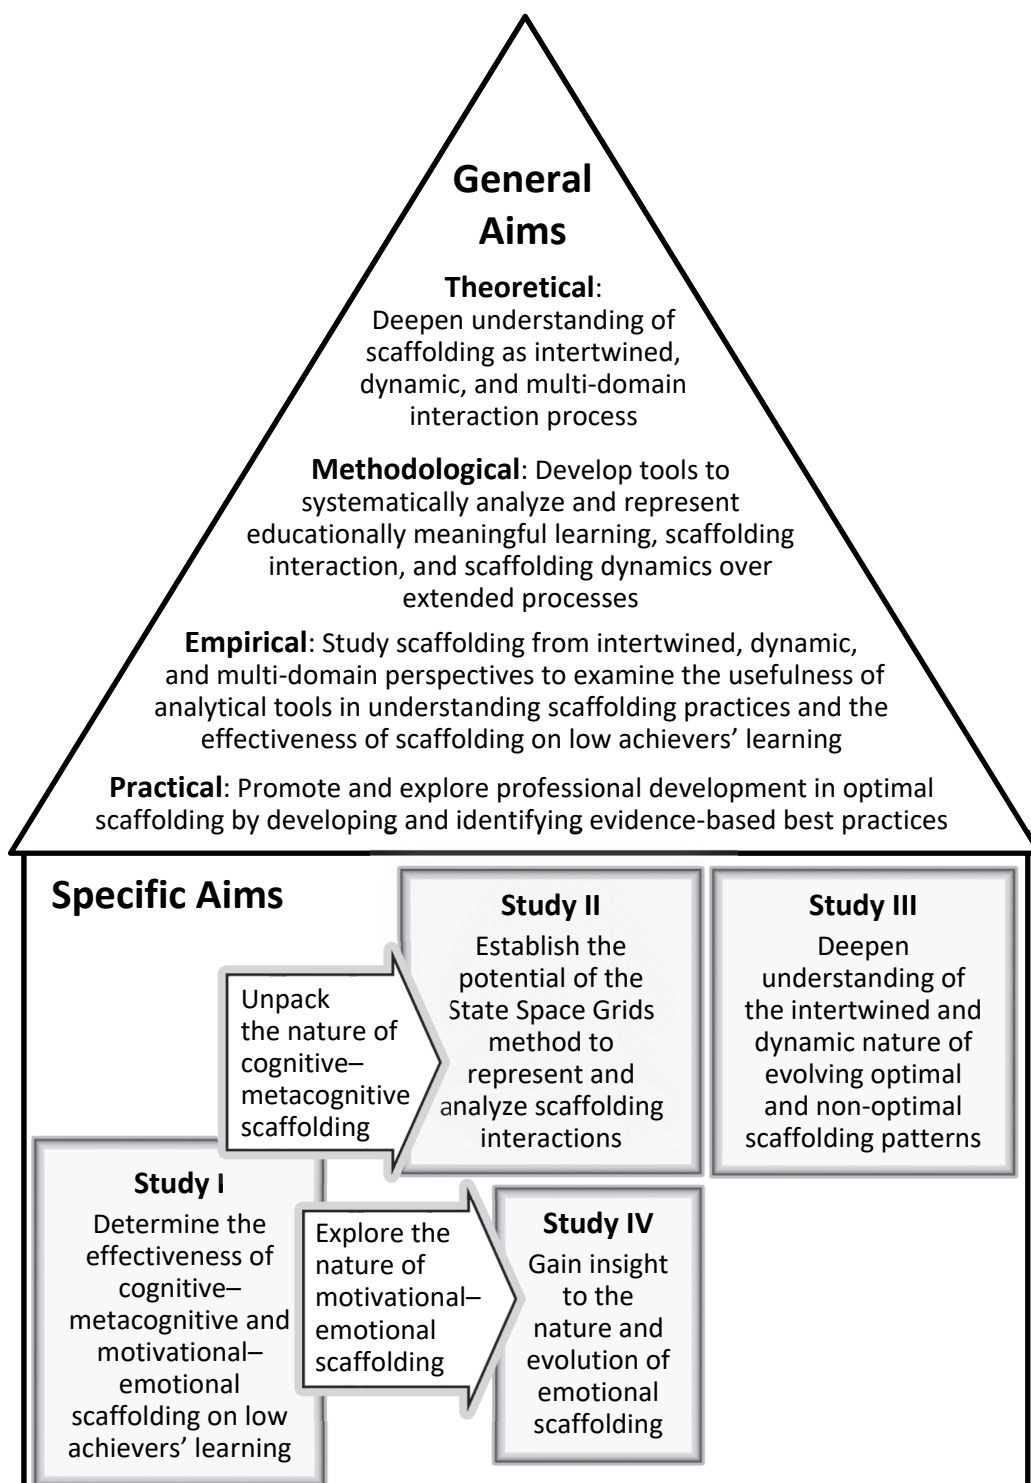 General
Aims
Theoretical:
Deepen understanding of
scaffolding as intertwined,
dynamic, and multi-domain
interaction process
Methodological: Develop tools to
systematically analyze and represent
educationally meaningful learning, scaffolding
interaction, and scaffolding dynamics over
extended processes
Empirical: Study scaffolding from intertwined, dynamic,
and multi-domain perspectives to examine the usefulness of
analytical tools in understanding scaffolding practices and the
effectiveness of scaffolding on low achievers’ learning
Practical: Promote and explore professional development in optimal
scaffolding by developing and identifying evidence-based best practices
Specific Aims
Study I
Determine the
effectiveness of
cognitive–
metacognitive and
motivational–
emotional
scaffolding on low
achievers’ learning
Unpack
the nature of
cognitive–
metacognitive
scaffolding
Study II
Establish the
potential of the
State Space Grids
method to
represent and
analyze scaffolding
interactions
Study III
Deepen
understanding of
the intertwined and
dynamic nature of
evolving optimal
and non-optimal
scaffolding patterns
Explore the
nature of
motivational–
emotional
scaffolding
Study IV
Gain insight
to the
nature and
evolution of
emotional
scaffolding